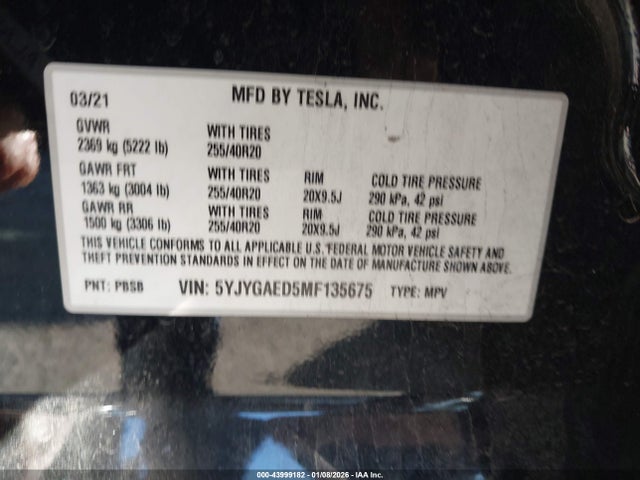 03/21 MFD BY TESLA, INC.
GVWR WITH TIRES
2369 kg (5222 lb) 255/40R20
GAWR FRT WITH TIRES RIM COLD TIRE PRESSURE
1363 kg (3004 lb) 255/40R20 20X9.5J 290 kPa, 42 psi
GAWR RR WITH TIRES RIM COLD TIRE PRESSURE
1500 kg (3306 lb) 255/40R20 20X9.5J 290 kPa, 42 psi
THIS VEHICLE CONFORMS TO ALL APPLICABLE U.S. FEDERAL MOTOR VEHICLE SAFETY AND
THEFT PREVENTION STANDARDS IN EFFECT ON THE DATE OF MANUFACTURE SHOWN ABOVE.
PNT: PBSB VIN: 5YJYGAED5MF135675 TYPE: MPV
000-43999182 - 01/08/2026 - IAA Inc.